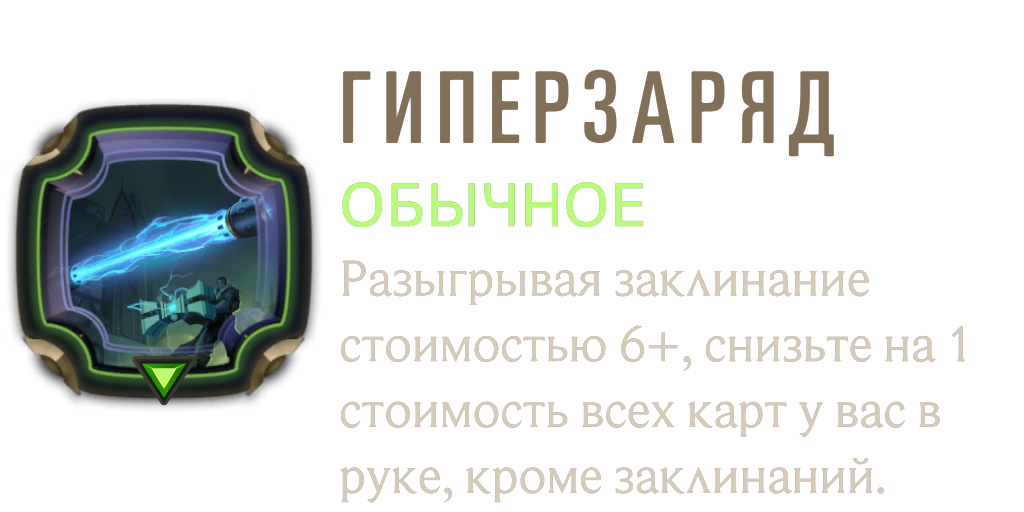 ГИПЕРЗАРЯД
ОБЫЧНОЕ
Разыгрывая заклинание
стоимостью 6+, снизьте на 1
стоимость всех карт у вас в
руке, кроме заклинаний.